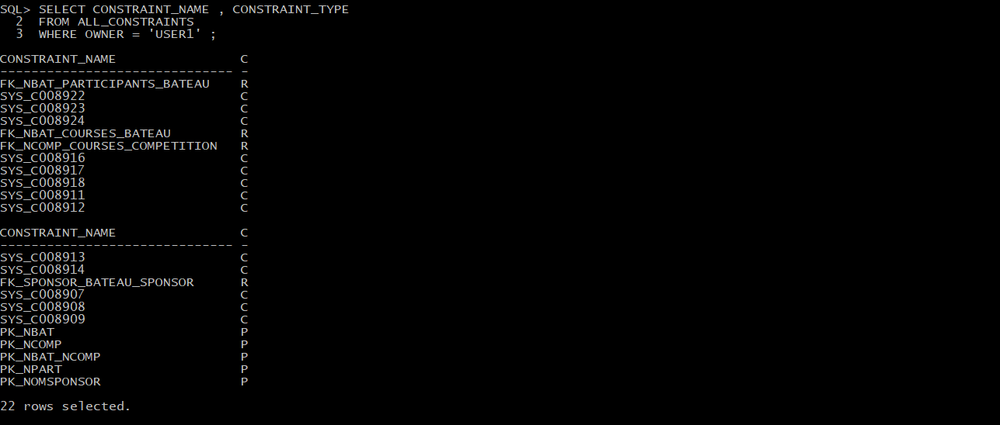 SQL> SELECT CONSTRAINT_NAME , CONSTRAINT_TYPE
  2  FROM ALL_CONSTRAINTS
  3  WHERE OWNER = 'USER1' ;
CONSTRAINT_NAME                C
------------------------------ -
FK_NBAT_PARTICIPANTS_BATEAU    R
SYS_C008922                    C
SYS_C008923                    C
SYS_C008924                    C
FK_NBAT_COURSES_BATEAU         R
FK_NCOMP_COURSES_COMPETITION   R
SYS_C008916                    C
SYS_C008917                    C
SYS_C008918                    C
SYS_C008911                    C
SYS_C008912                    C
CONSTRAINT_NAME                C
------------------------------ -
SYS_C008913                    C
SYS_C008914                    C
FK_SPONSOR_BATEAU_SPONSOR      R
SYS_C008907                    C
SYS_C008908                    C
SYS_C008909                    C
PK_NBAT                        P
PK_NCOMP                       P
PK_NBAT_NCOMP                  P
PK_NPART                       P
PK_NOMSPONSOR                  P
22 rows selected.